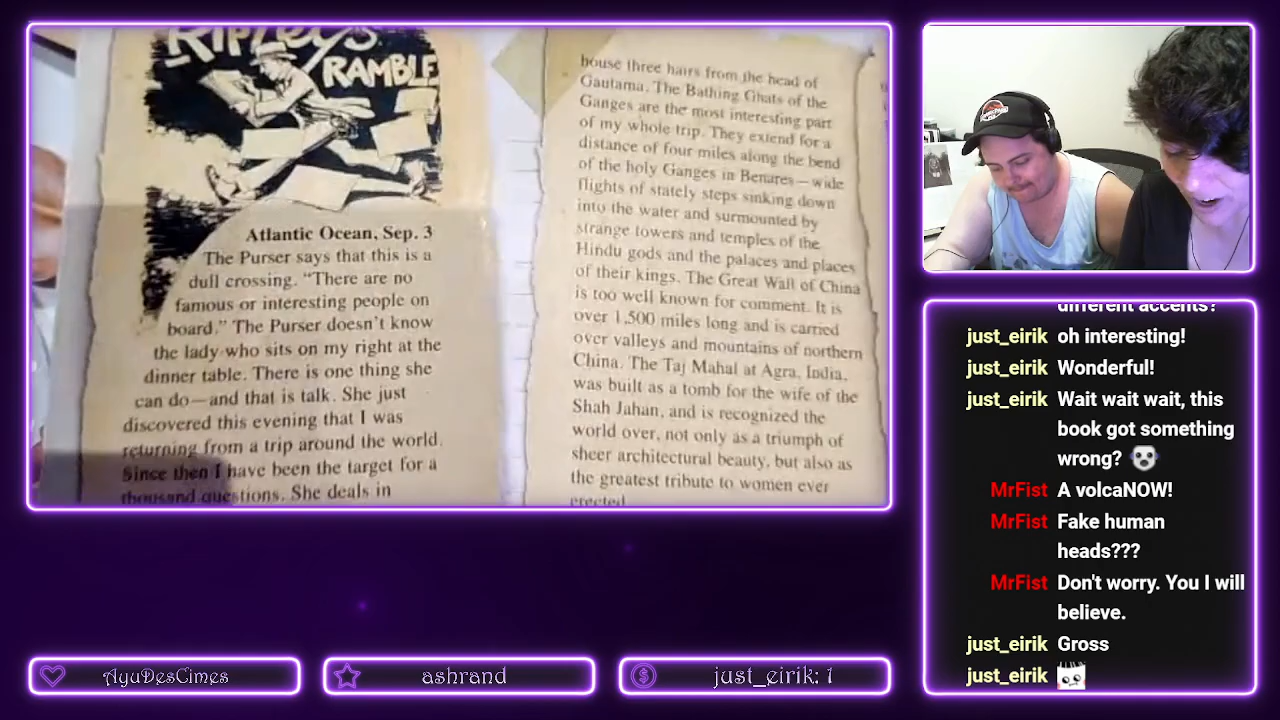 RIPLEY'S
RAMBLE
Atlantic Ocean, Sep. 3
The Purser says that this is a
dull crossing. "There are no
famous or interesting people on
board." The Purser doesn't know
the lady who sits on my right at the
dinner table. There is one thing she
can do—and that is talk. She just
discovered this evening that I was
returning from a trip around the world.
Since then I have been the target for a
thousand questions. She deals in
house three hairs from the head of
Gautama. The Bathing Ghats of the
Ganges are the most interesting part
of my whole trip. They extend for a
distance of four miles along the bend
of the holy Ganges in Benares—wide
flights of stately steps sinking down
into the water and surmounted by
strange towers and temples of the
Hindu gods and the palaces and places
of their kings. The Great Wall of China
is too well known for comment. It is
over 1,500 miles long and is carried
over valleys and mountains of northern
China. The Taj Mahal at Agra, India,
was built as a tomb for the wife of the
Shah Jahan, and is recognized the
world over, not only as a triumph of
sheer architectural beauty, but also as
the greatest tribute to women ever
erected
different accents?
just_eirik oh interesting!
just_eirik Wonderful!
just_eirik Wait wait wait, this
book got something
wrong?
MrFist A volcaNOW!
MrFist Fake human
heads???
MrFist Don't worry. You I will
believe.
just_eirik Gross
just_eirik
AyuDesCimes
ashrand
just_eirik: 1